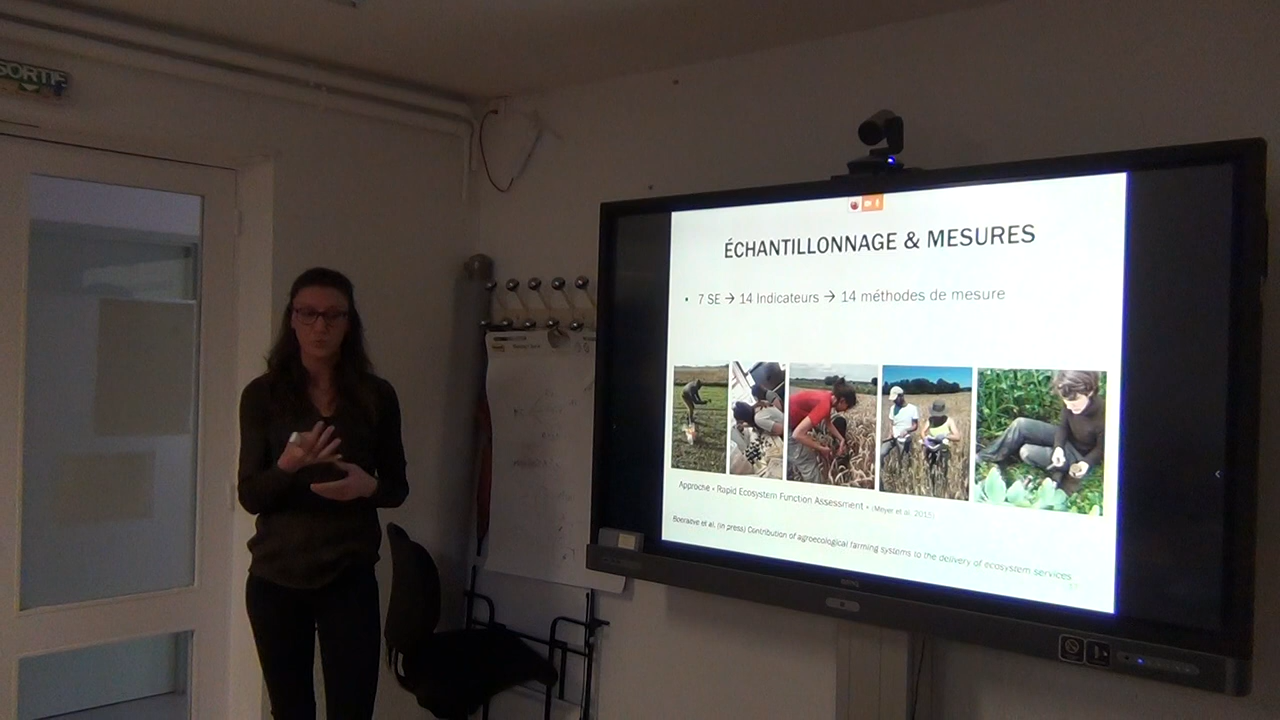 SORTIE
ÉCHANTILLONNAGE & MESURES
• 7 SE → 14 Indicateurs → 14 méthodes de mesure
Approche « Rapid Ecosystem Function Assessment » (Meyer et al. 2015)
Boeraeve et al. (in press) Contribution of agroecological farming systems to the delivery of ecosystem services
BenQ